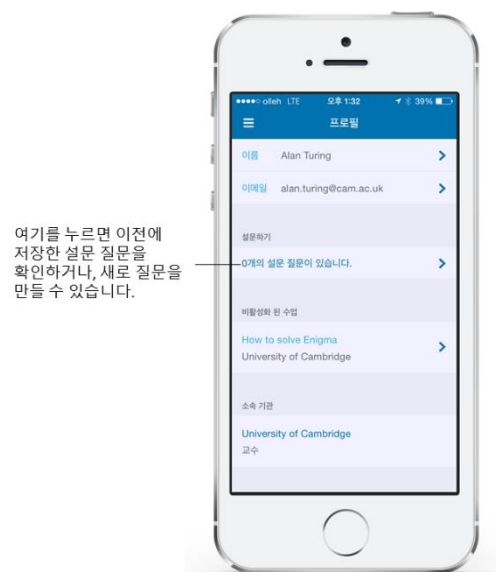 olleh LTE 오후 1:32 39%
프로필
이름 Alan Turing
이메일 alan.turing@cam.ac.uk
설문하기
0개의 설문 질문이 있습니다.
비활성화 된 수업
How to solve Enigma
University of Cambridge
소속 기관
University of Cambridge
교수
여기를 누르면 이전에
저장한 설문 질문을
확인하거나, 새로 질문을
만들 수 있습니다.